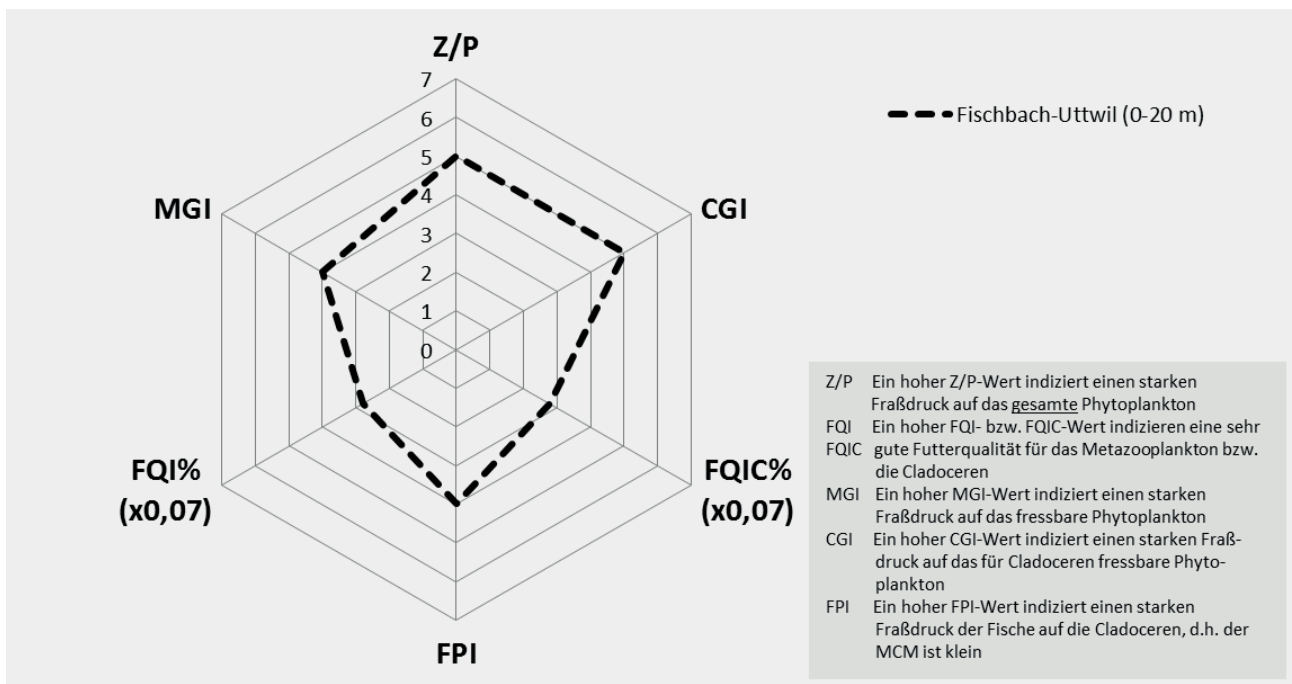 Z/P
7
6
5
4
3
2
1
0
Fischbach-Uttwil (0-20 m)
MGI
CGI
FQI%
(x0,07)
FQIC%
(x0,07)
FPI
Z/P Ein hoher Z/P-Wert indiziert einen starken
Fraßdruck auf das gesamte Phytoplankton
FQI Ein hoher FQI- bzw. FQIC-Wert indizieren eine sehr
FQIC gute Futterqualität für das Metazooplankton bzw.
die Cladoceren
MGI Ein hoher MGI-Wert indiziert einen starken
Fraßdruck auf das fressbare Phytoplankton
CGI Ein hoher CGI-Wert indiziert einen starken Fraß-
druck auf das für Cladoceren fressbare Phyto-
plankton
FPI Ein hoher FPI-Wert indiziert einen starken
Fraßdruck der Fische auf die Cladoceren, d.h. der
MCM ist klein